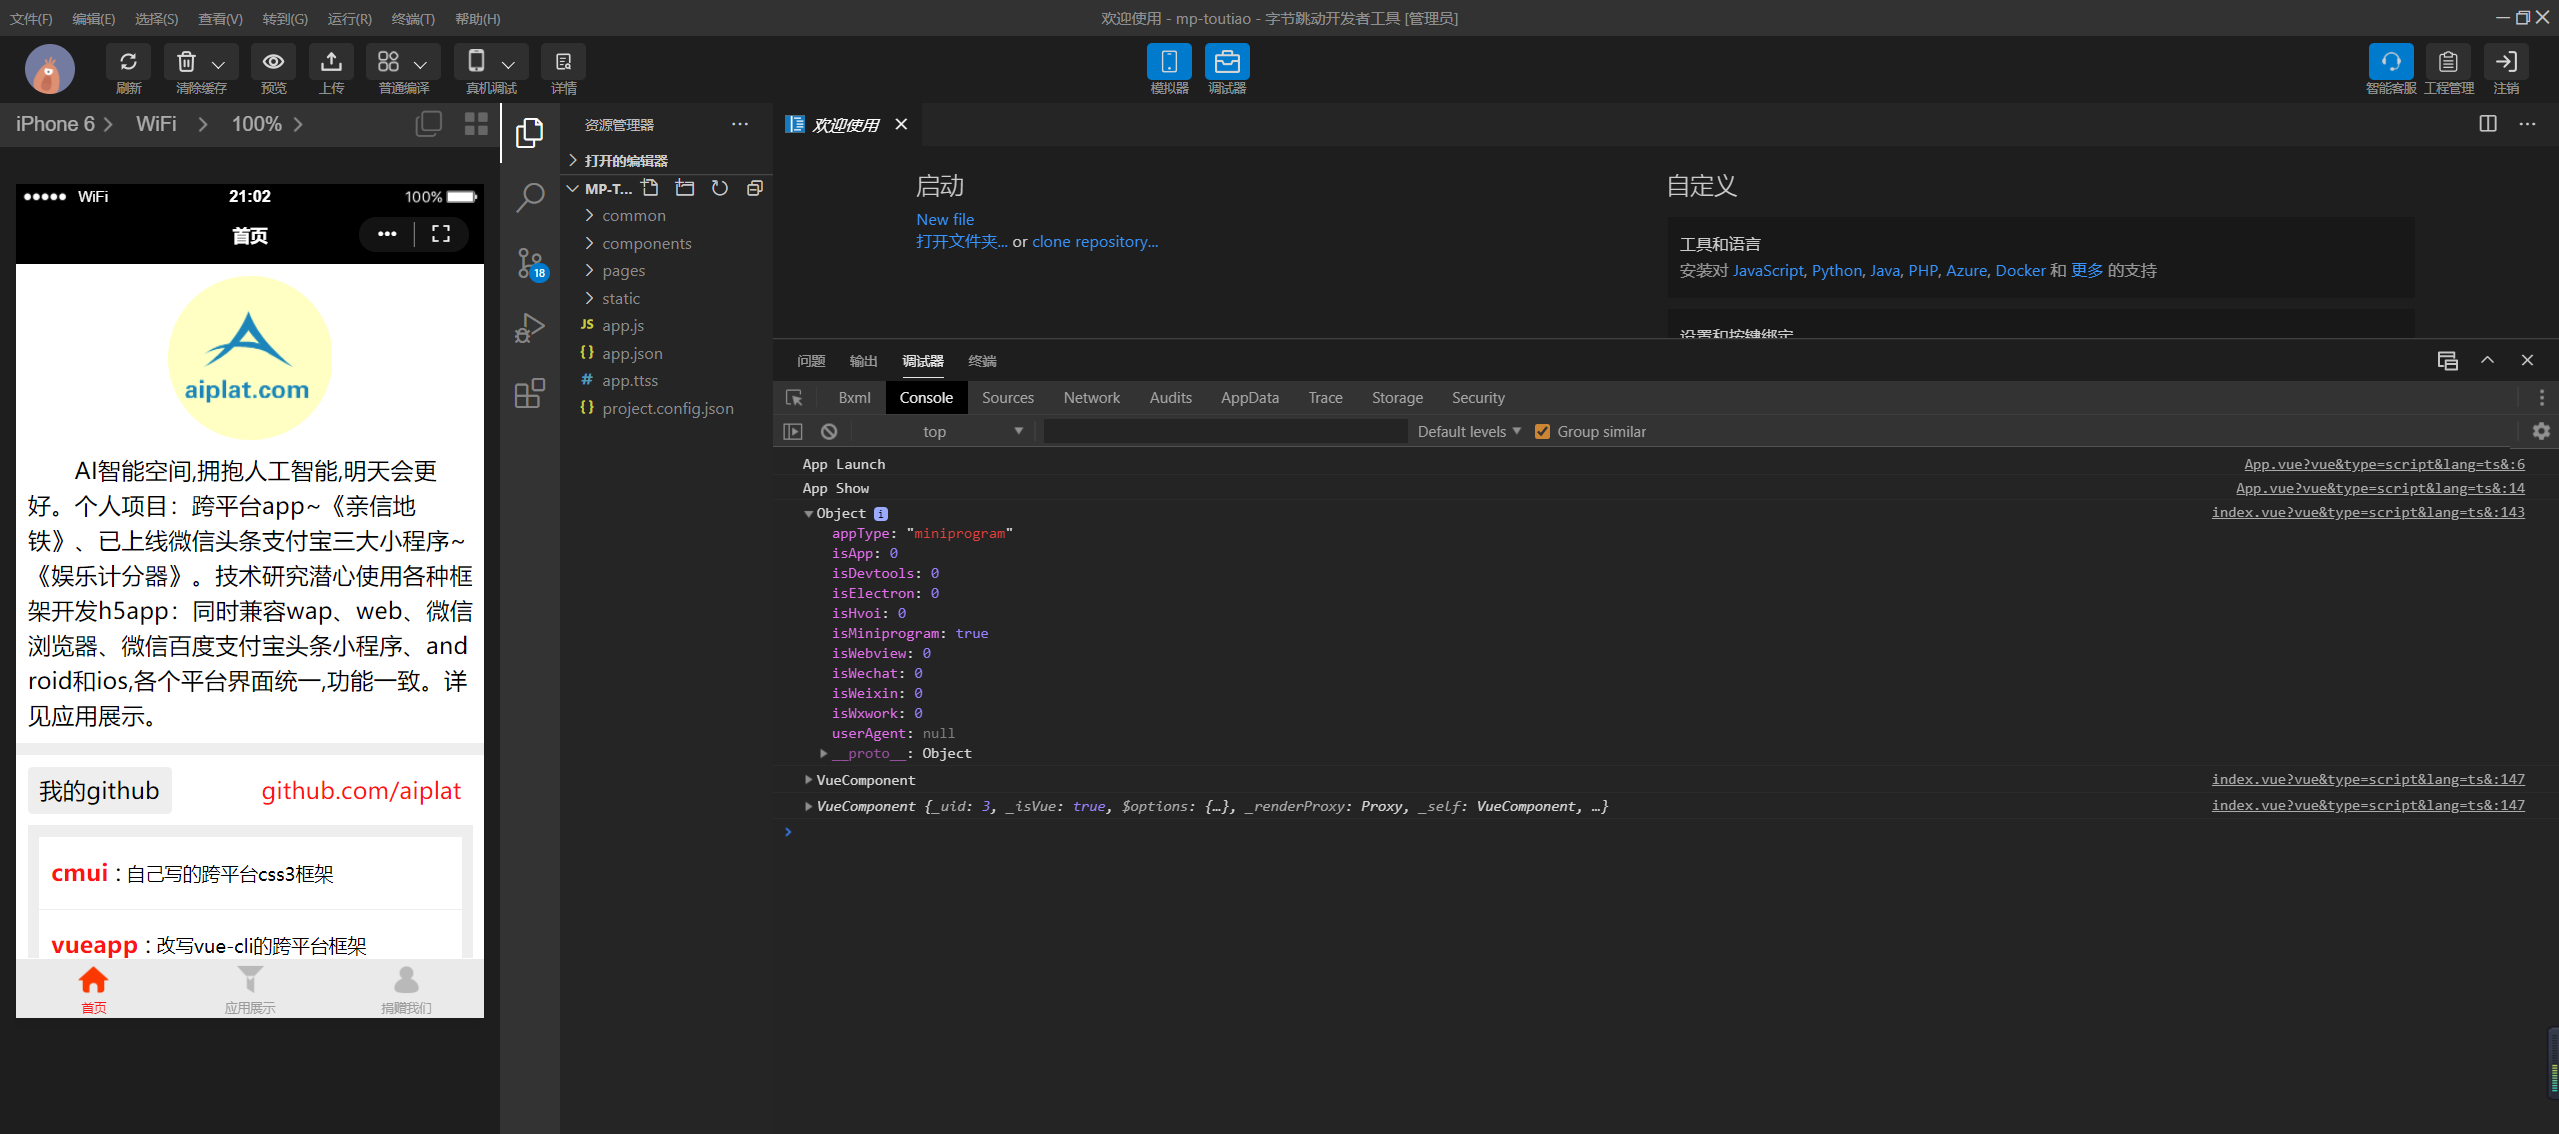 文件(F) 编辑(E) 选择(S) 查看(V) 转到(G) 运行(R) 终端(T) 帮助(H)
欢迎使用 - mp-toutiao - 字节跳动开发者工具 [管理员]
刷新 清除缓存 预览 上传 普通编译 真机调试 详情
模拟器 调试器
智能客服 工程管理 注销
iPhone 6 WiFi 100%
WiFi 21:02 100%
首页
aiplat.com
AI智能空间,拥抱人工智能,明天会更
好。个人项目：跨平台app~《亲信地
铁》、已上线微信头条支付宝三大小程序~
《娱乐计分器》。技术研究潜心使用各种框
架开发h5app：同时兼容wap、web、微信
浏览器、微信百度支付宝头条小程序、and
roid和ios,各个平台界面统一,功能一致。详
见应用展示。
我的github github.com/aiplat
cmui : 自己写的跨平台css3框架
vueapp : 改写vue-cli的跨平台框架
首页 应用展示 捐赠我们
18
资源管理器
打开的编辑器
MP-T...
common
components
pages
static
JS app.js
{} app.json
# app.ttss
{} project.config.json
欢迎使用
启动
New file
打开文件夹... or clone repository...
自定义
工具和语言
安装对 JavaScript, Python, Java, PHP, Azure, Docker 和 更多 的支持
设置和按键绑定
问题 输出 调试器 终端
Bxml Console Sources Network Audits AppData Trace Storage Security
top Default levels Group similar
App Launch App.vue?vue&type=script&lang=ts&:6
App Show App.vue?vue&type=script&lang=ts&:14
Object i index.vue?vue&type=script&lang=ts&:143
appType: "miniprogram"
isApp: 0
isDevtools: 0
isElectron: 0
isHvoi: 0
isMiniprogram: true
isWebview: 0
isWechat: 0
isWeixin: 0
isWxwork: 0
userAgent: null
__proto__: Object
VueComponent index.vue?vue&type=script&lang=ts&:147
VueComponent {_uid: 3, _isVue: true, $options: {…}, _renderProxy: Proxy, _self: VueComponent, …} index.vue?vue&type=script&lang=ts&:147